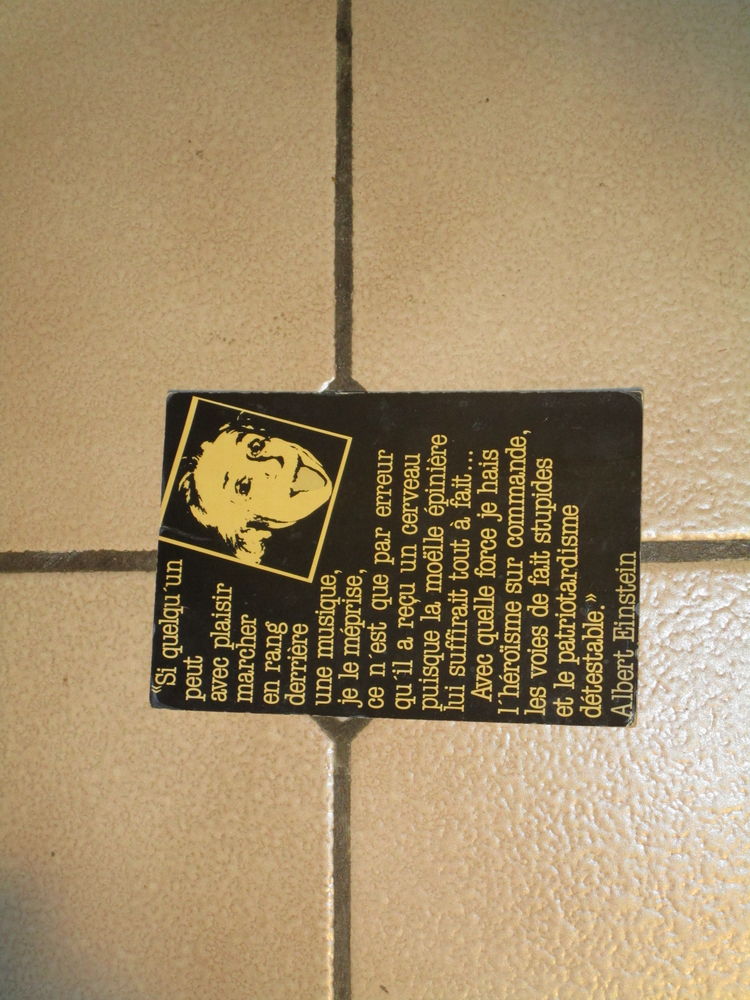 «Si quelqu'un
peut
avec plaisir
marcher
en rang
derrière
une musique,
je le méprise,
ce n'est que par erreur
qu'il a reçu un cerveau
puisque la moëlle épinière
lui suffirait tout à fait...
Avec quelle force je hais
l'héroïsme sur commande,
les voies de fait stupides
et le patriotardisme
détestable.»
Albert Einstein